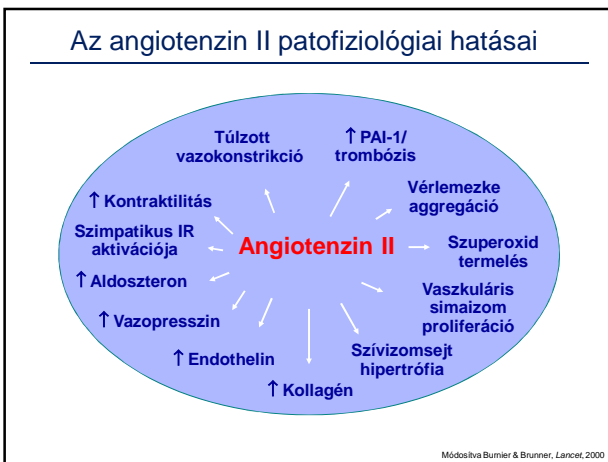 Az angiotenzin II patofiziológiai hatásai
Túlzott
vazokonstrikció
↑ PAI-1/
trombózis
↑ Kontraktilitás
Vérlemezke
aggregáció
Szimpatikus IR
aktivációja
Angiotenzin II
Szuperoxid
termelés
↑ Aldoszteron
Vaszkuláris
simaizom
proliferáció
↑ Vazopresszin
↑ Endothelin
Szívizomsejt
hipertrófia
↑ Kollagén
Módosítva Burnier & Brunner, Lancet, 2000